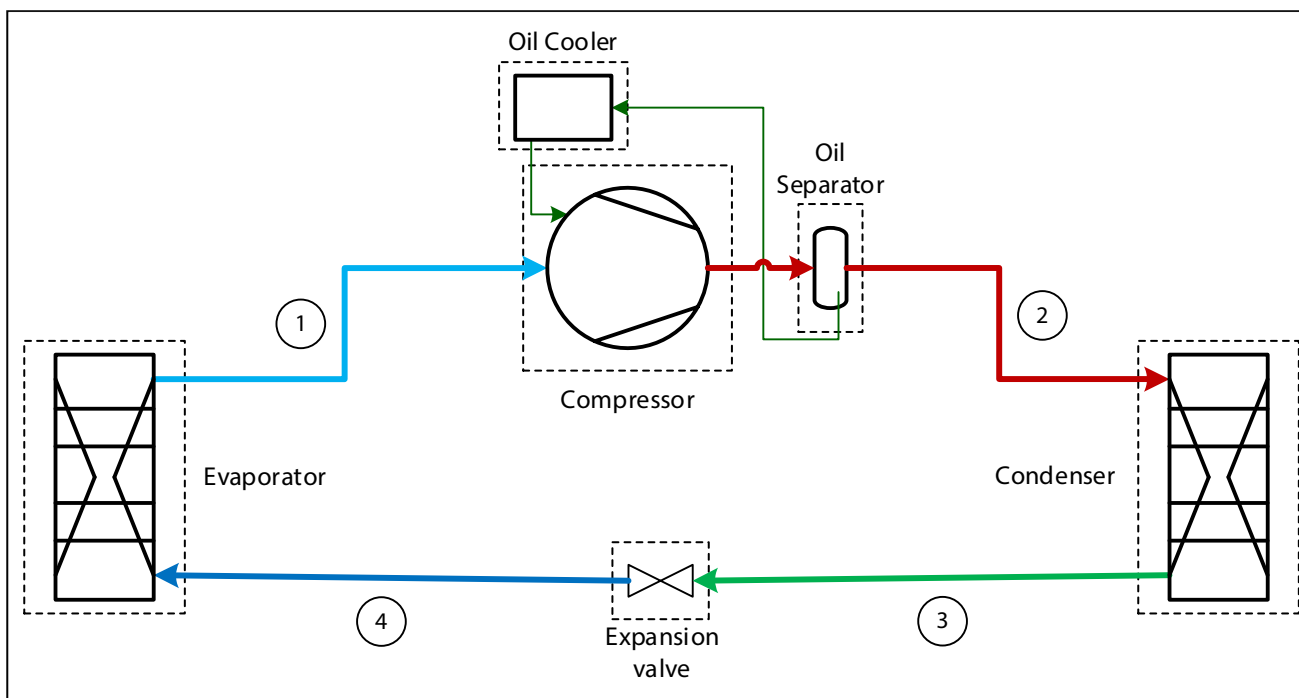 Oil Cooler
Oil
Separator
1
2
Compressor
Evaporator
Condenser
4
3
Expansion
valve